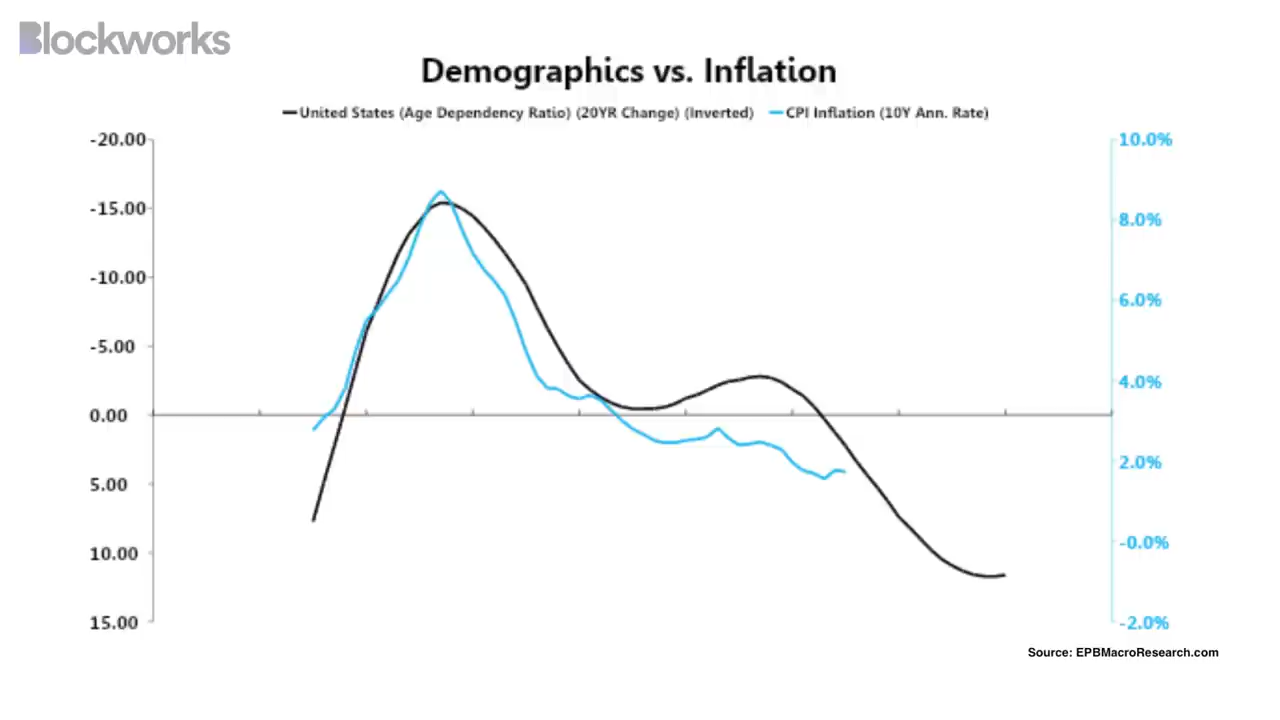 Blockworks
Demographics vs. Inflation
United States (Age Dependency Ratio) (20YR Change) (Inverted) CPI Inflation (10Y Ann. Rate)
-20.00 10.0%
-15.00 8.0%
-10.00 6.0%
-5.00 4.0%
0.00
5.00 2.0%
10.00 -0.0%
15.00 -2.0%
Source: EPBMacroResearch.com